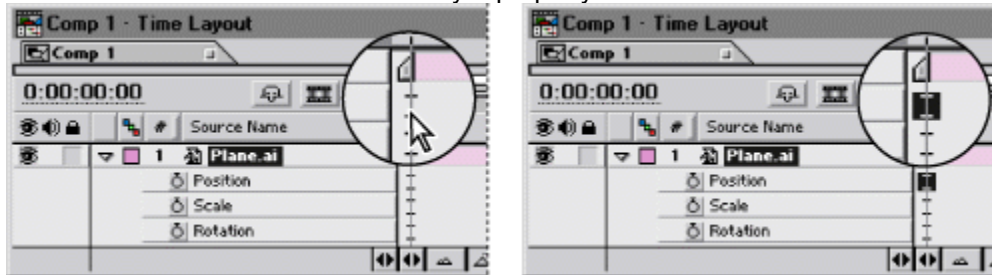 Comp 1 · Time Layout
Comp 1
0:00:00:00
# Source Name
1 Plane.ai
Position
Scale
Rotation
Comp 1 · Time Layout
Comp 1
0:00:00:00
# Source Name
1 Plane.ai
Position
Scale
Rotation